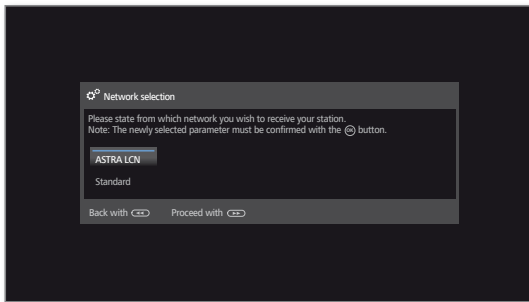 Network selection
Please state from which network you wish to receive your station.
Note: The newly selected parameter must be confirmed with the OK button.
ASTRA LCN
Standard
Back with ◄◄ Proceed with ►►